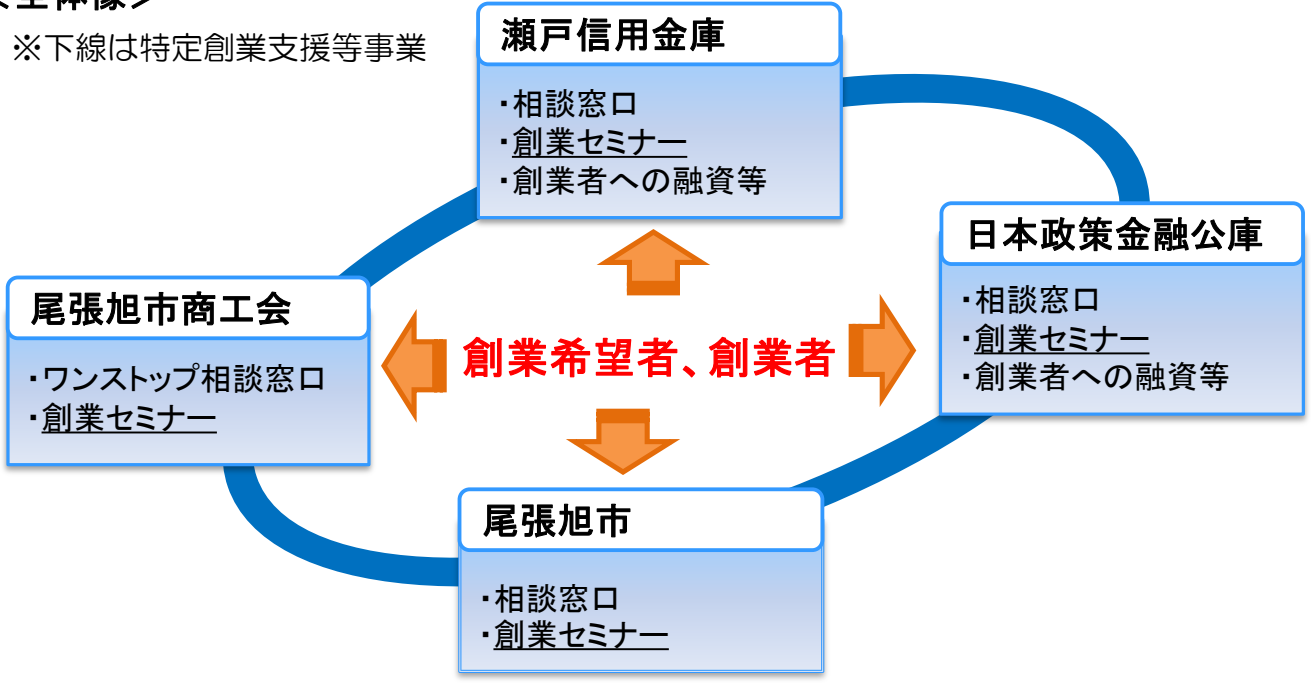 全体像＞
※下線は特定創業支援等事業
瀬戸信用金庫
・相談窓口
・創業セミナー
・創業者への融資等
日本政策金融公庫
・相談窓口
・創業セミナー
・創業者への融資等
尾張旭市商工会
・ワンストップ相談窓口
・創業セミナー
創業希望者、創業者
尾張旭市
・相談窓口
・創業セミナー